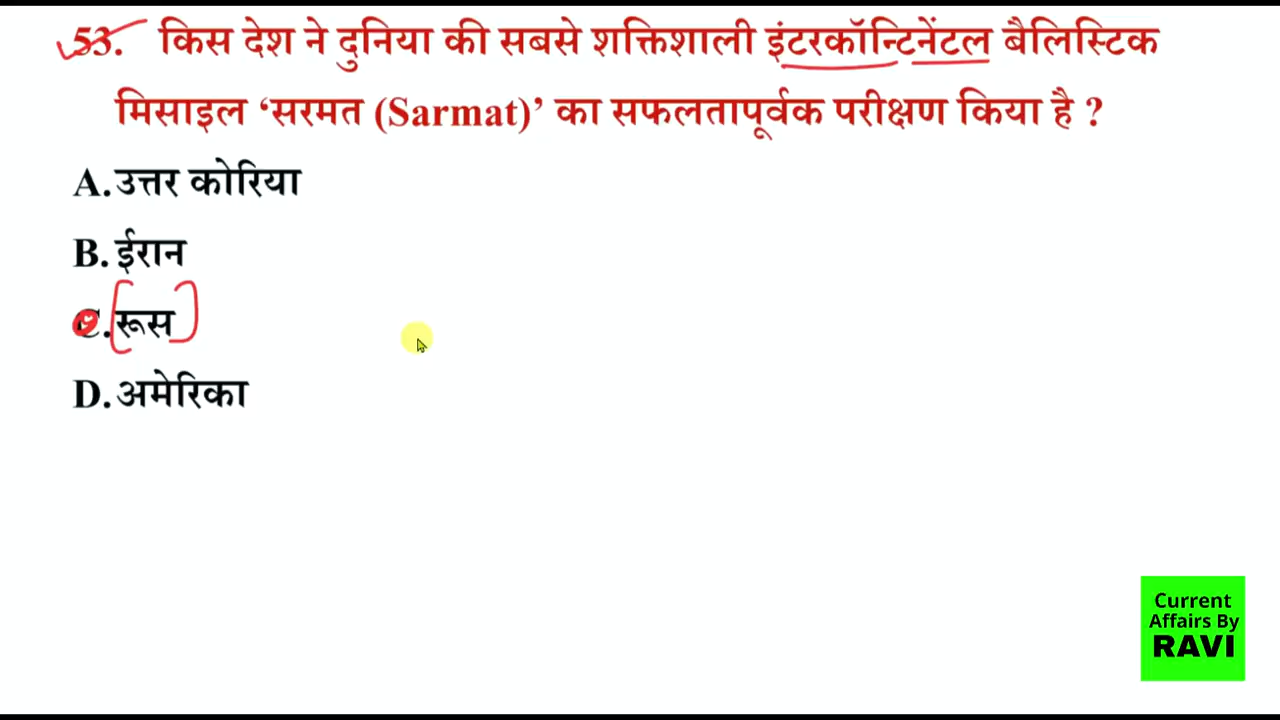 53. किस देश ने दुनिया की सबसे शक्तिशाली इंटरकॉन्टिनेंटल बैलिस्टिक
मिसाइल ‘सरमत (Sarmat)’ का सफलतापूर्वक परीक्षण किया है ?
A. उत्तर कोरिया
B. ईरान
C. रूस
D. अमेरिका
Current
Affairs By
RAVI